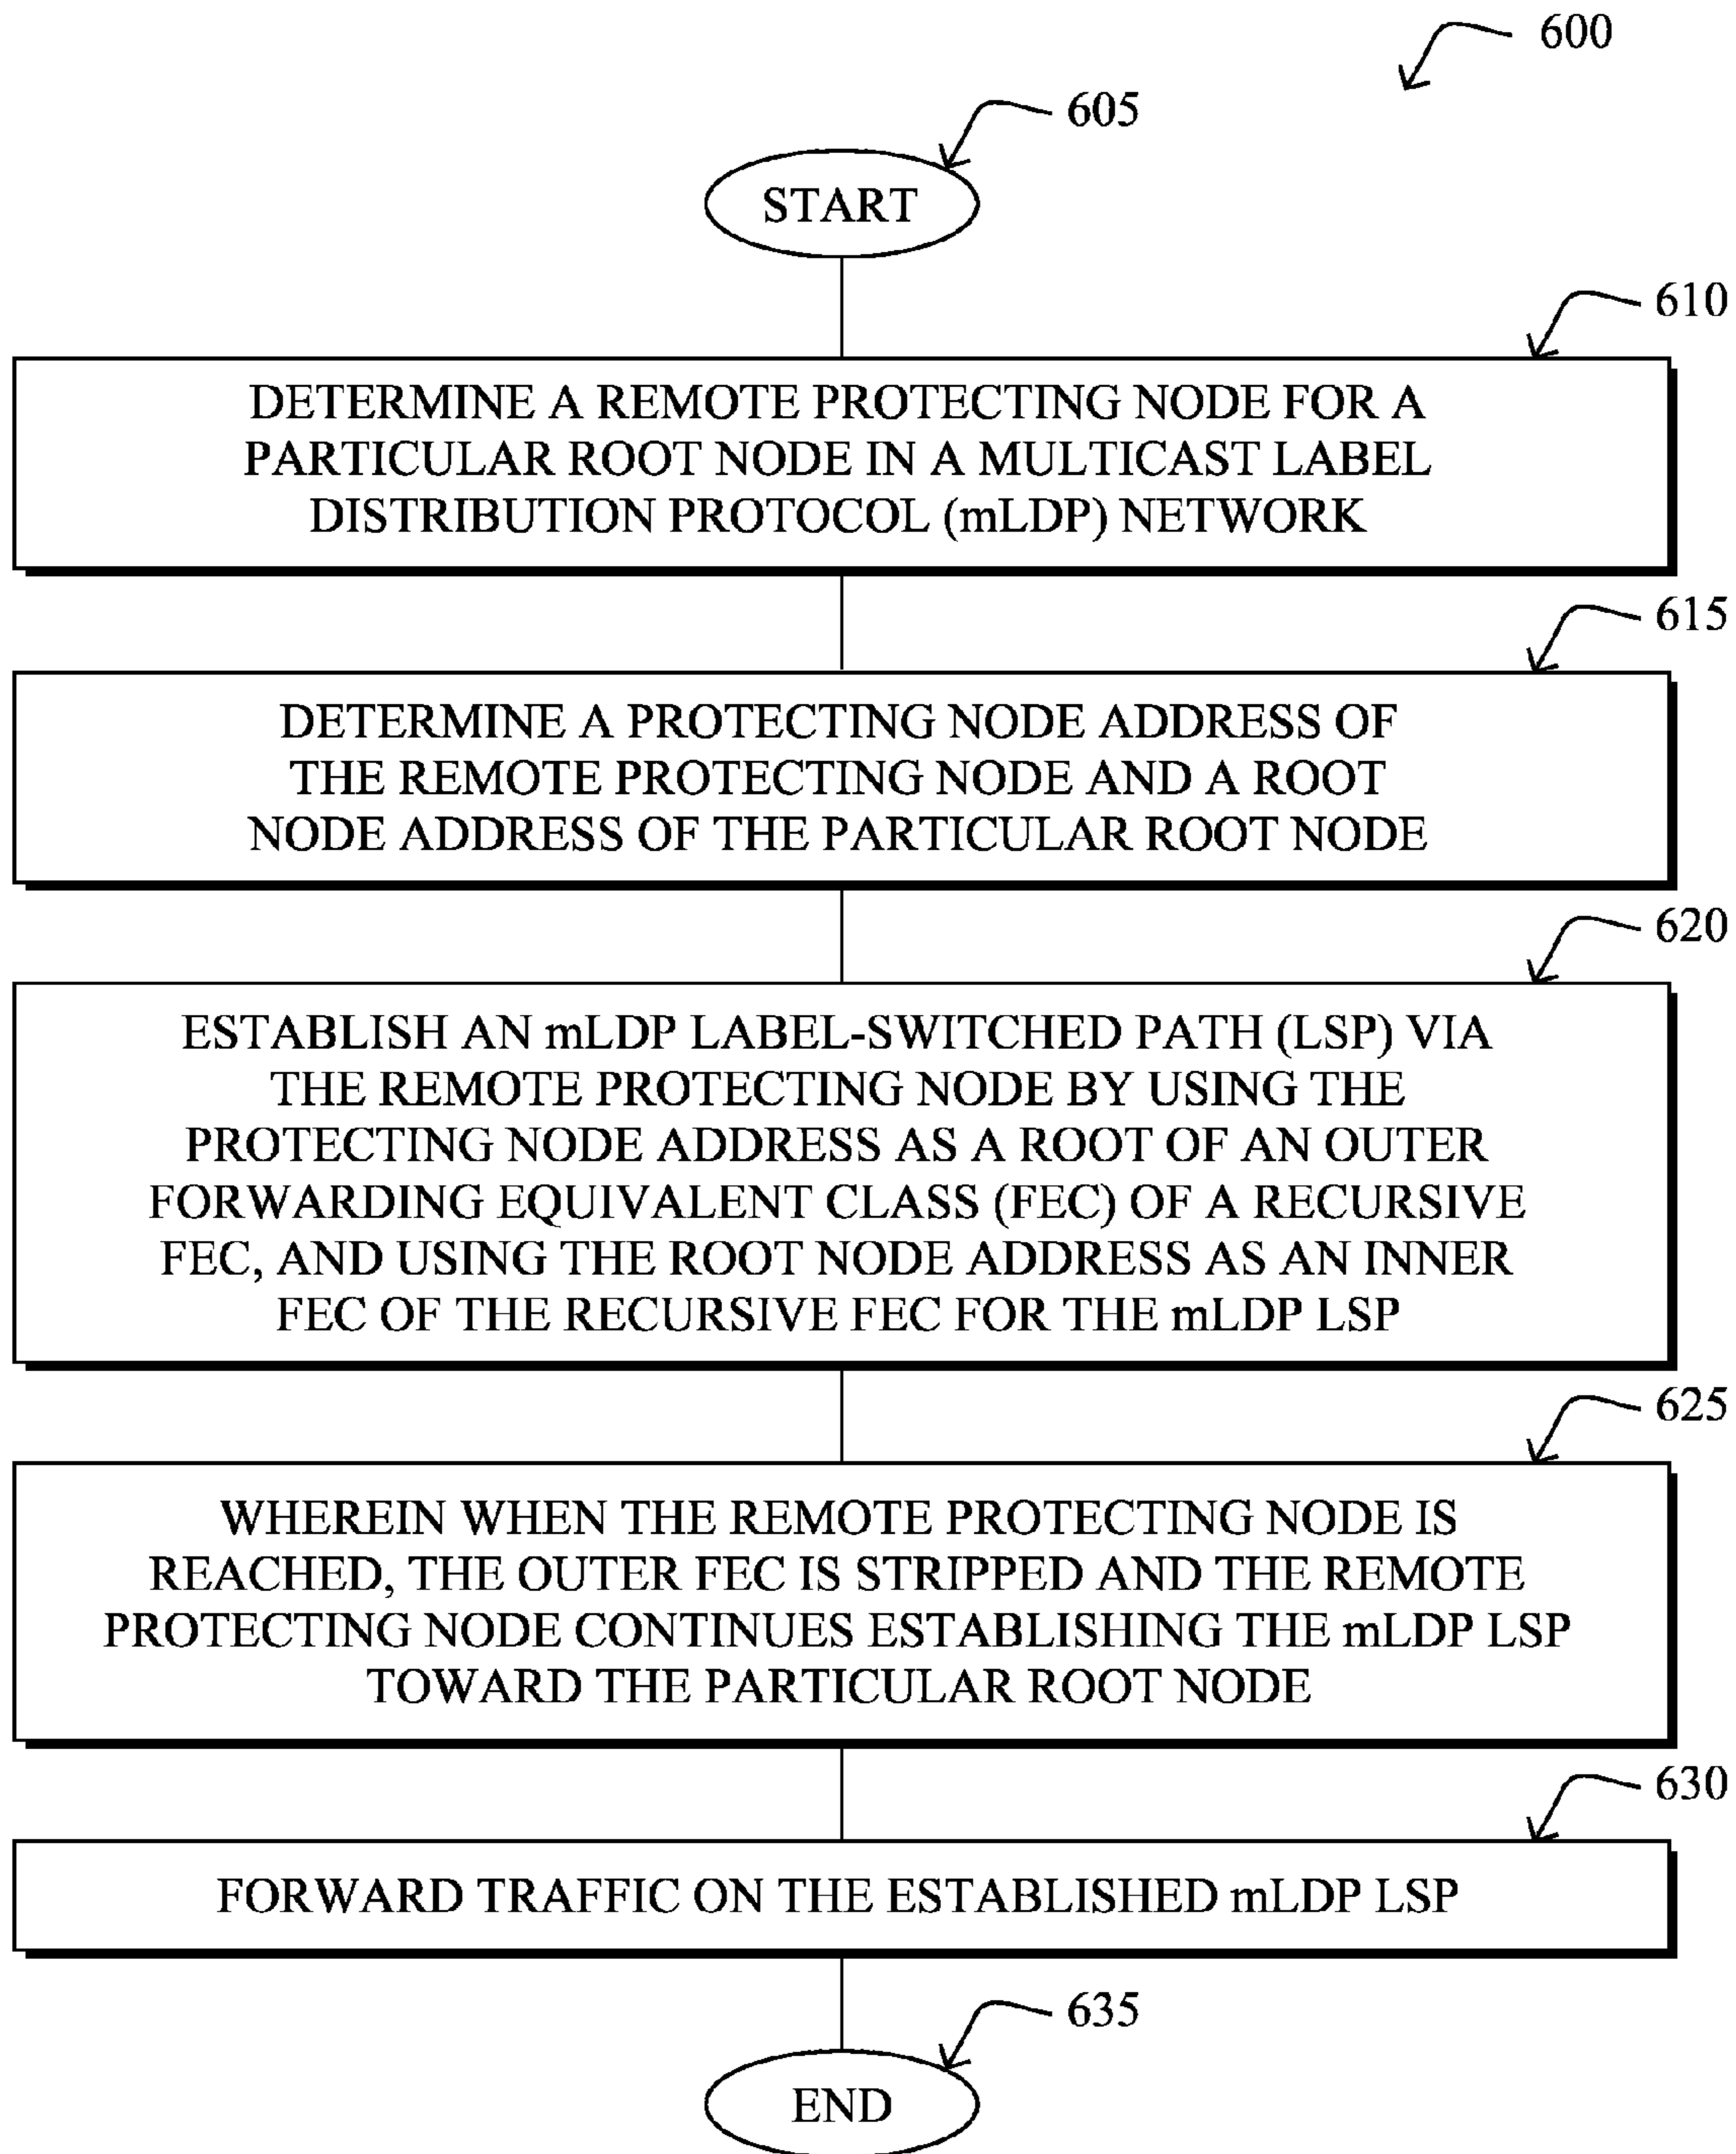 600
605
START
610
DETERMINE A REMOTE PROTECTING NODE FOR A
PARTICULAR ROOT NODE IN A MULTICAST LABEL
DISTRIBUTION PROTOCOL (mLDP) NETWORK
615
DETERMINE A PROTECTING NODE ADDRESS OF
THE REMOTE PROTECTING NODE AND A ROOT
NODE ADDRESS OF THE PARTICULAR ROOT NODE
620
ESTABLISH AN mLDP LABEL-SWITCHED PATH (LSP) VIA
THE REMOTE PROTECTING NODE BY USING THE
PROTECTING NODE ADDRESS AS A ROOT OF AN OUTER
FORWARDING EQUIVALENT CLASS (FEC) OF A RECURSIVE
FEC, AND USING THE ROOT NODE ADDRESS AS AN INNER
FEC OF THE RECURSIVE FEC FOR THE mLDP LSP
625
WHEREIN WHEN THE REMOTE PROTECTING NODE IS
REACHED, THE OUTER FEC IS STRIPPED AND THE REMOTE
PROTECTING NODE CONTINUES ESTABLISHING THE mLDP LSP
TOWARD THE PARTICULAR ROOT NODE
630
FORWARD TRAFFIC ON THE ESTABLISHED mLDP LSP
635
END